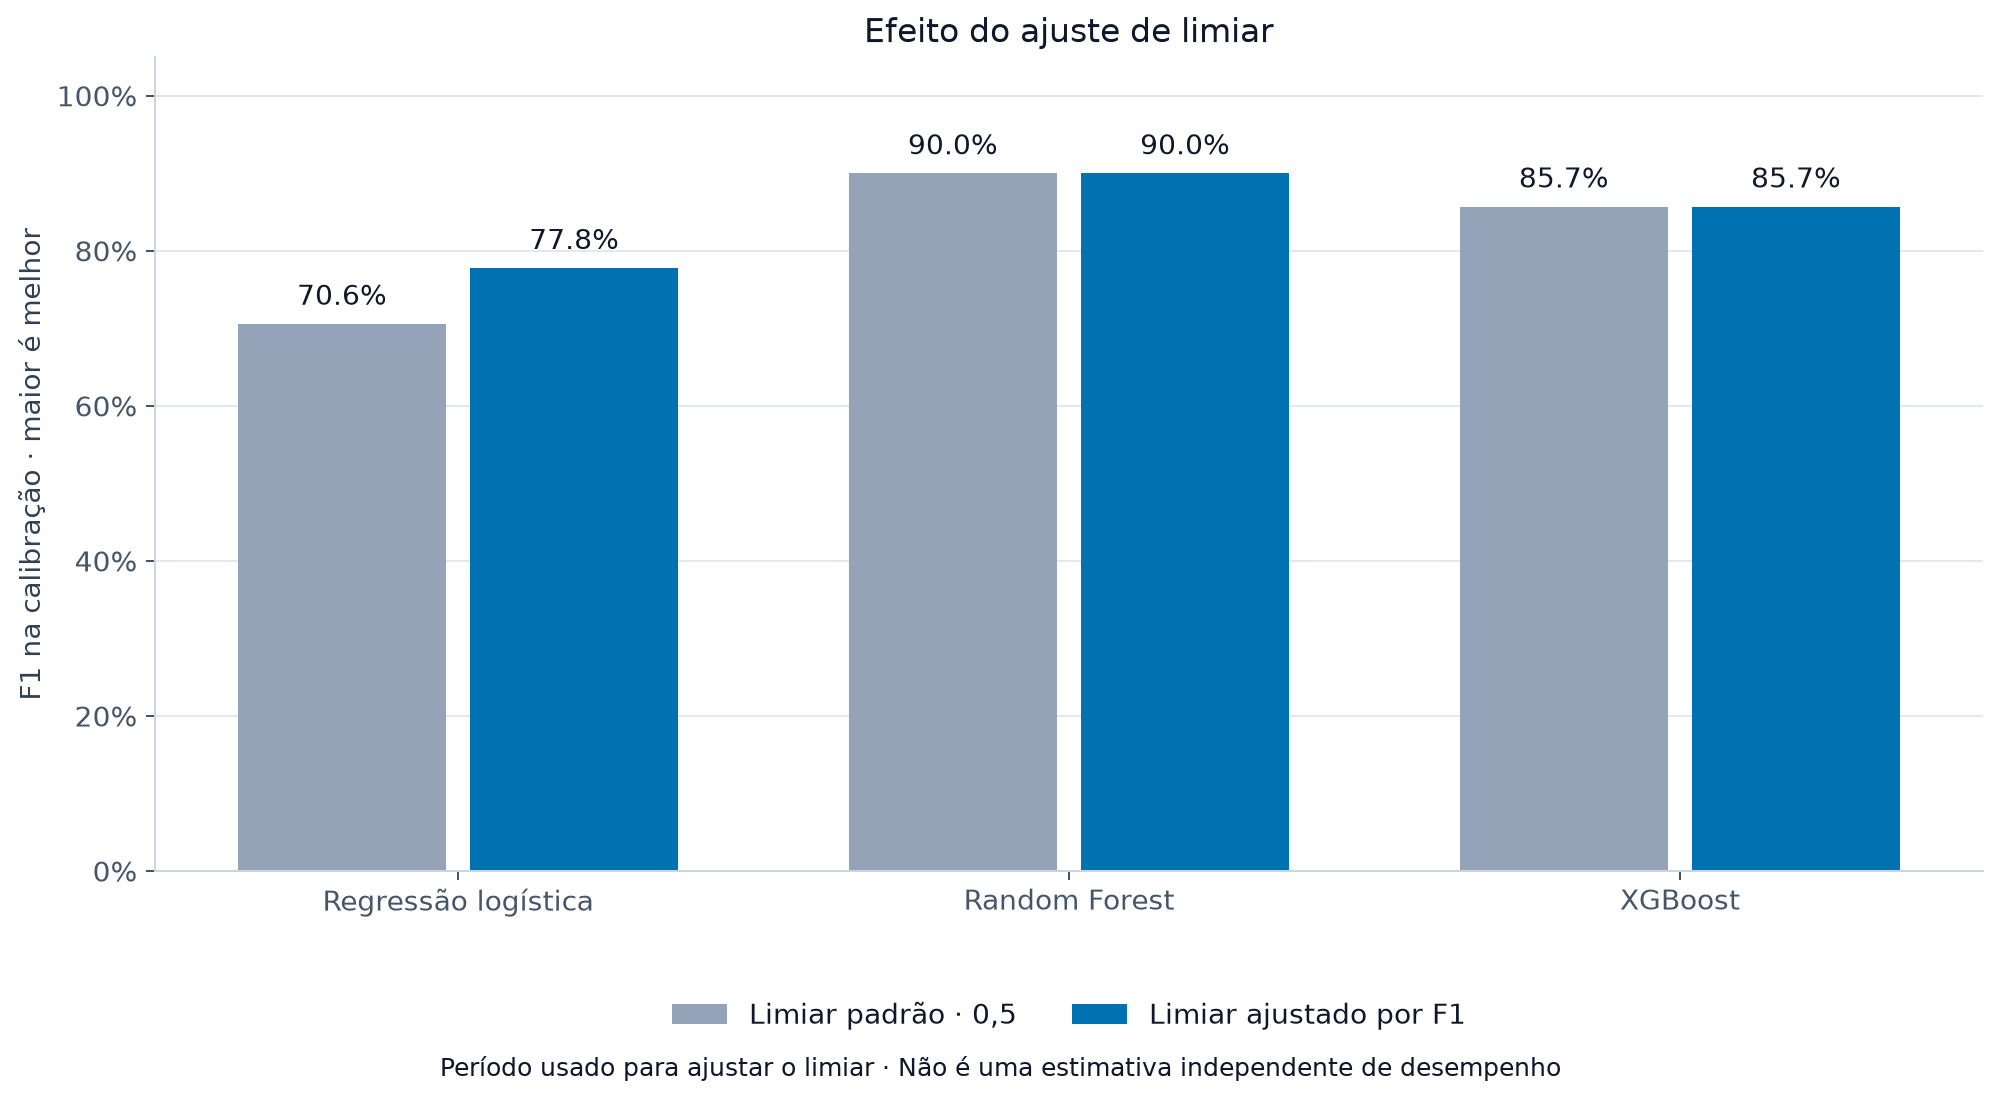 Efeito do ajuste de limiar
F1 na calibração · maior é melhor
100%
80%
60%
40%
20%
0%
70.6%
77.8%
90.0%
90.0%
85.7%
85.7%
Regressão logística
Random Forest
XGBoost
Limiar padrão · 0,5
Limiar ajustado por F1
Período usado para ajustar o limiar · Não é uma estimativa independente de desempenho